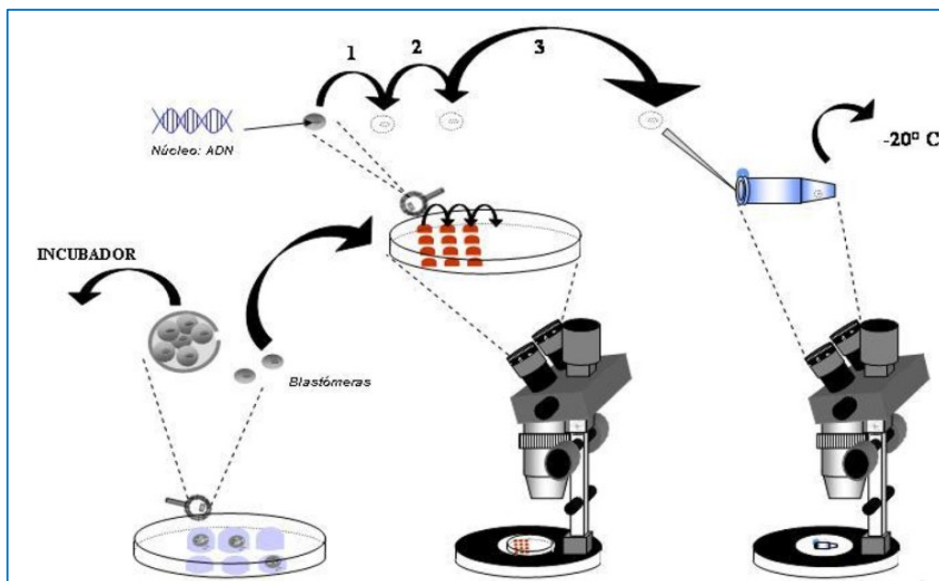 1
2
3
Núcleo: ADN
-20º C
INCUBADOR
Blastómeras